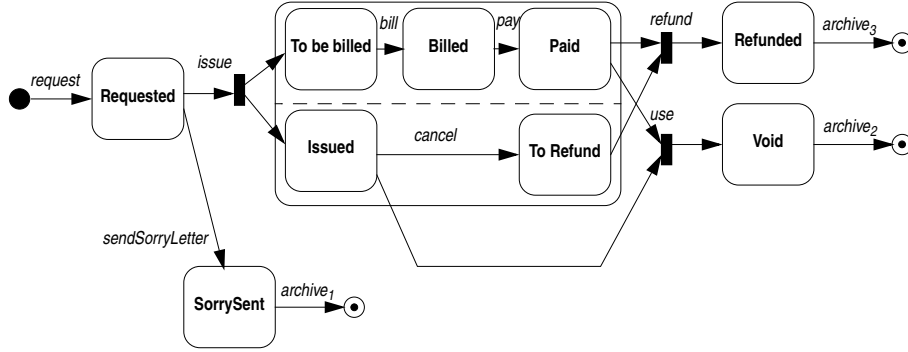 bill
pay
refund
To be billed
Billed
Paid
Refunded
archive3
issue
request
Requested
use
cancel
Issued
To Refund
Void
archive2
sendSorryLetter
SorrySent
archive1